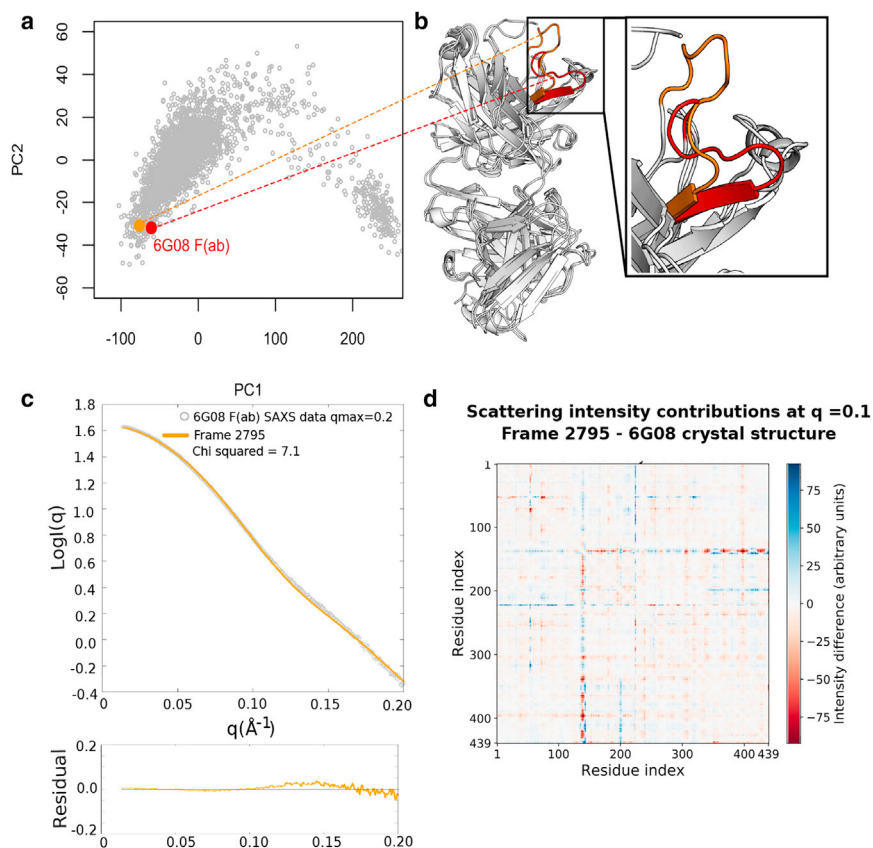 a
b
60
40
20
0
-20
-40
-60
PC2
6G08 F(ab)
-100
0
100
200
PC1
c
1.8
1.6
1.4
1.2
1.0
0.8
0.6
0.4
0.2
0.0
-0.4
LogI(q)
6G08 F(ab) SAXS data qmax=0.2
Frame 2795
Chi squared = 7.1
0
0.05
0.10
0.15
0.20
q(Å-1)
0.2
0.0
-0.2
Residual
0
0.05
0.10
0.15
0.20
d
Scattering intensity contributions at q =0.1
Frame 2795 - 6G08 crystal structure
1
100
200
300
400
439
Residue index
1
100
200
300
400 439
Residue index
75
50
25
0
−25
−50
−75
Intensity difference (arbitrary units)